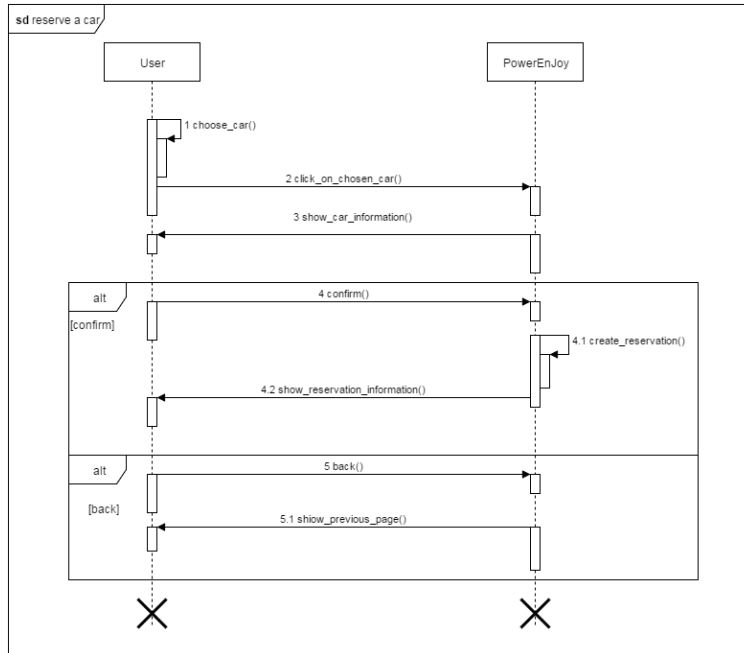 sd reserve a car
User
PowerEnJoy
1 choose_car()
2 click_on_chosen_car()
3 show_car_information()
alt
4 confirm()
[confirm]
4.1 create_reservation()
4.2 show_reservation_information()
alt
5 back()
[back]
5.1 shiow_previous_page()